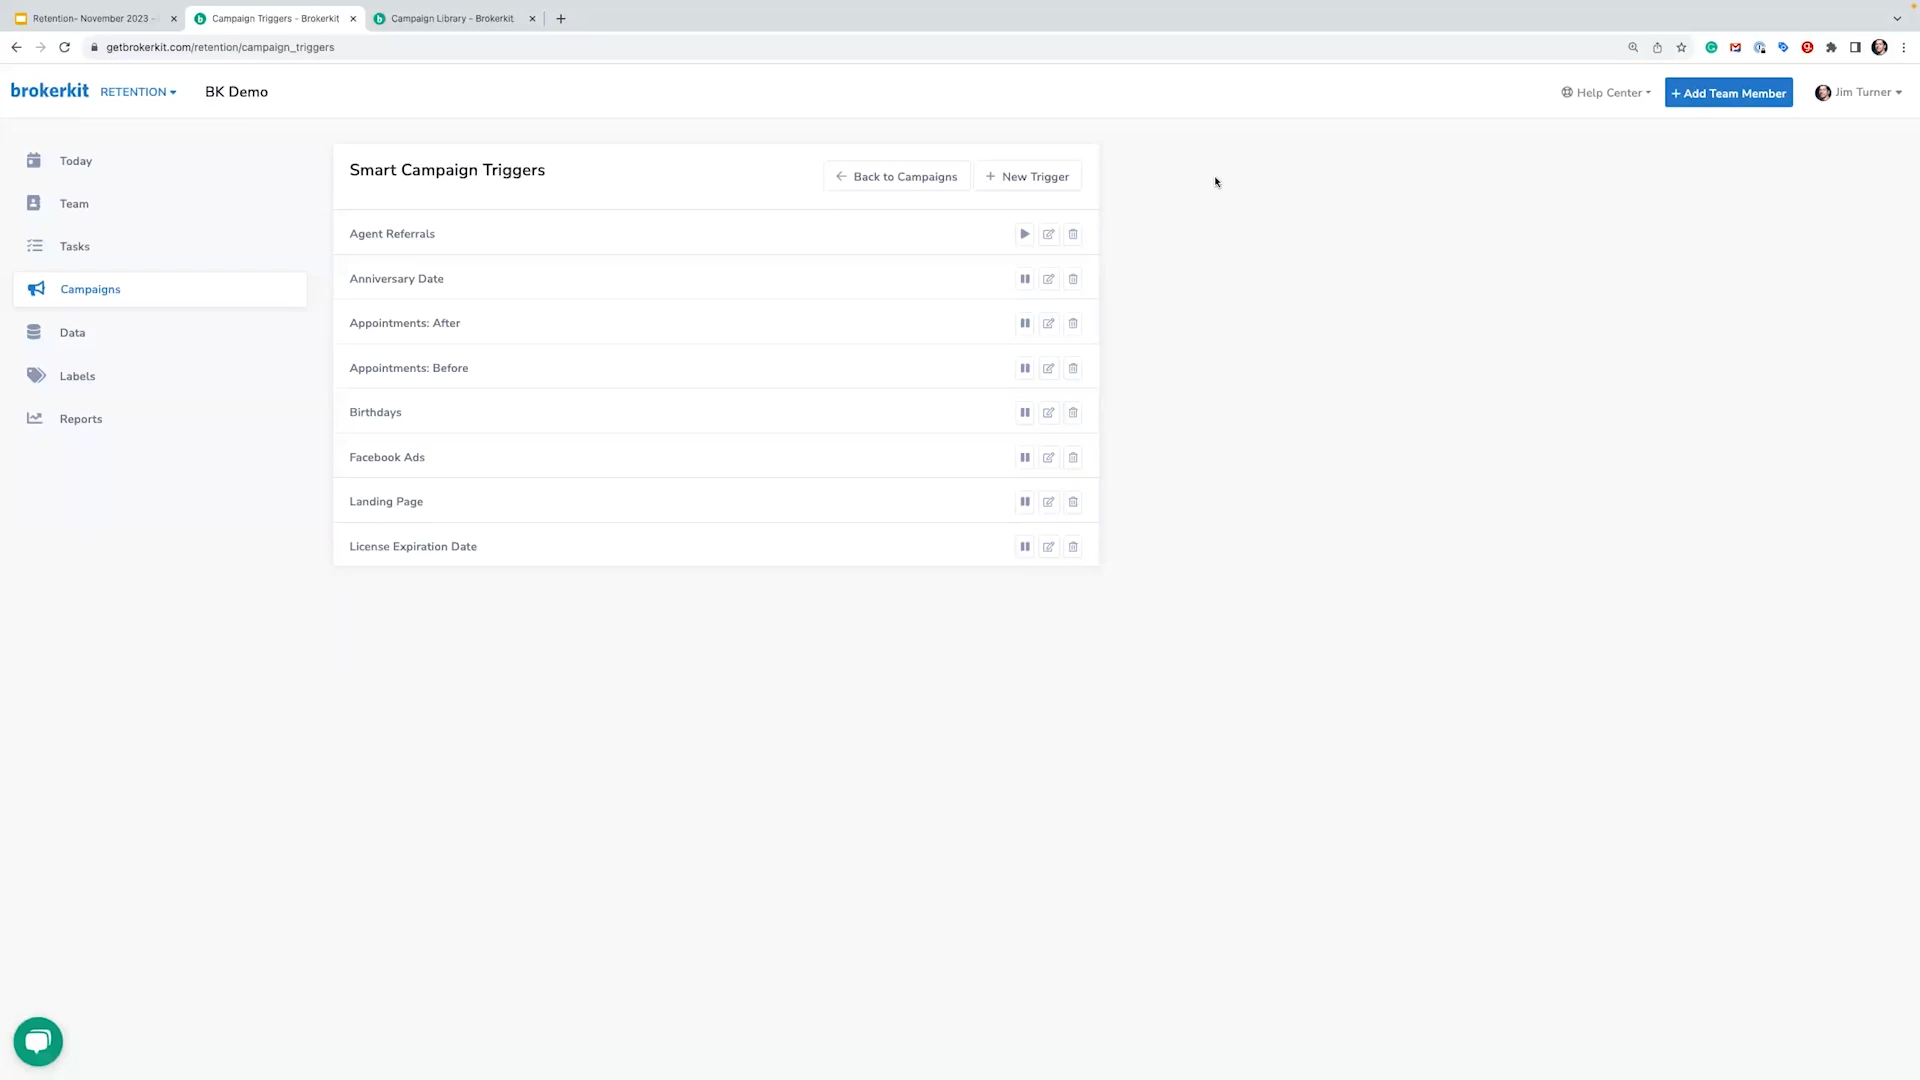 Retention- November 2023 -
Campaign Triggers - Brokerkit
Campaign Library - Brokerkit
getbrokerkit.com/retention/campaign_triggers
brokerkit RETENTION BK Demo
Help Center
+ Add Team Member
Jim Turner
Today
Team
Tasks
Campaigns
Data
Labels
Reports
Smart Campaign Triggers
Back to Campaigns
+ New Trigger
Agent Referrals
Anniversary Date
Appointments: After
Appointments: Before
Birthdays
Facebook Ads
Landing Page
License Expiration Date